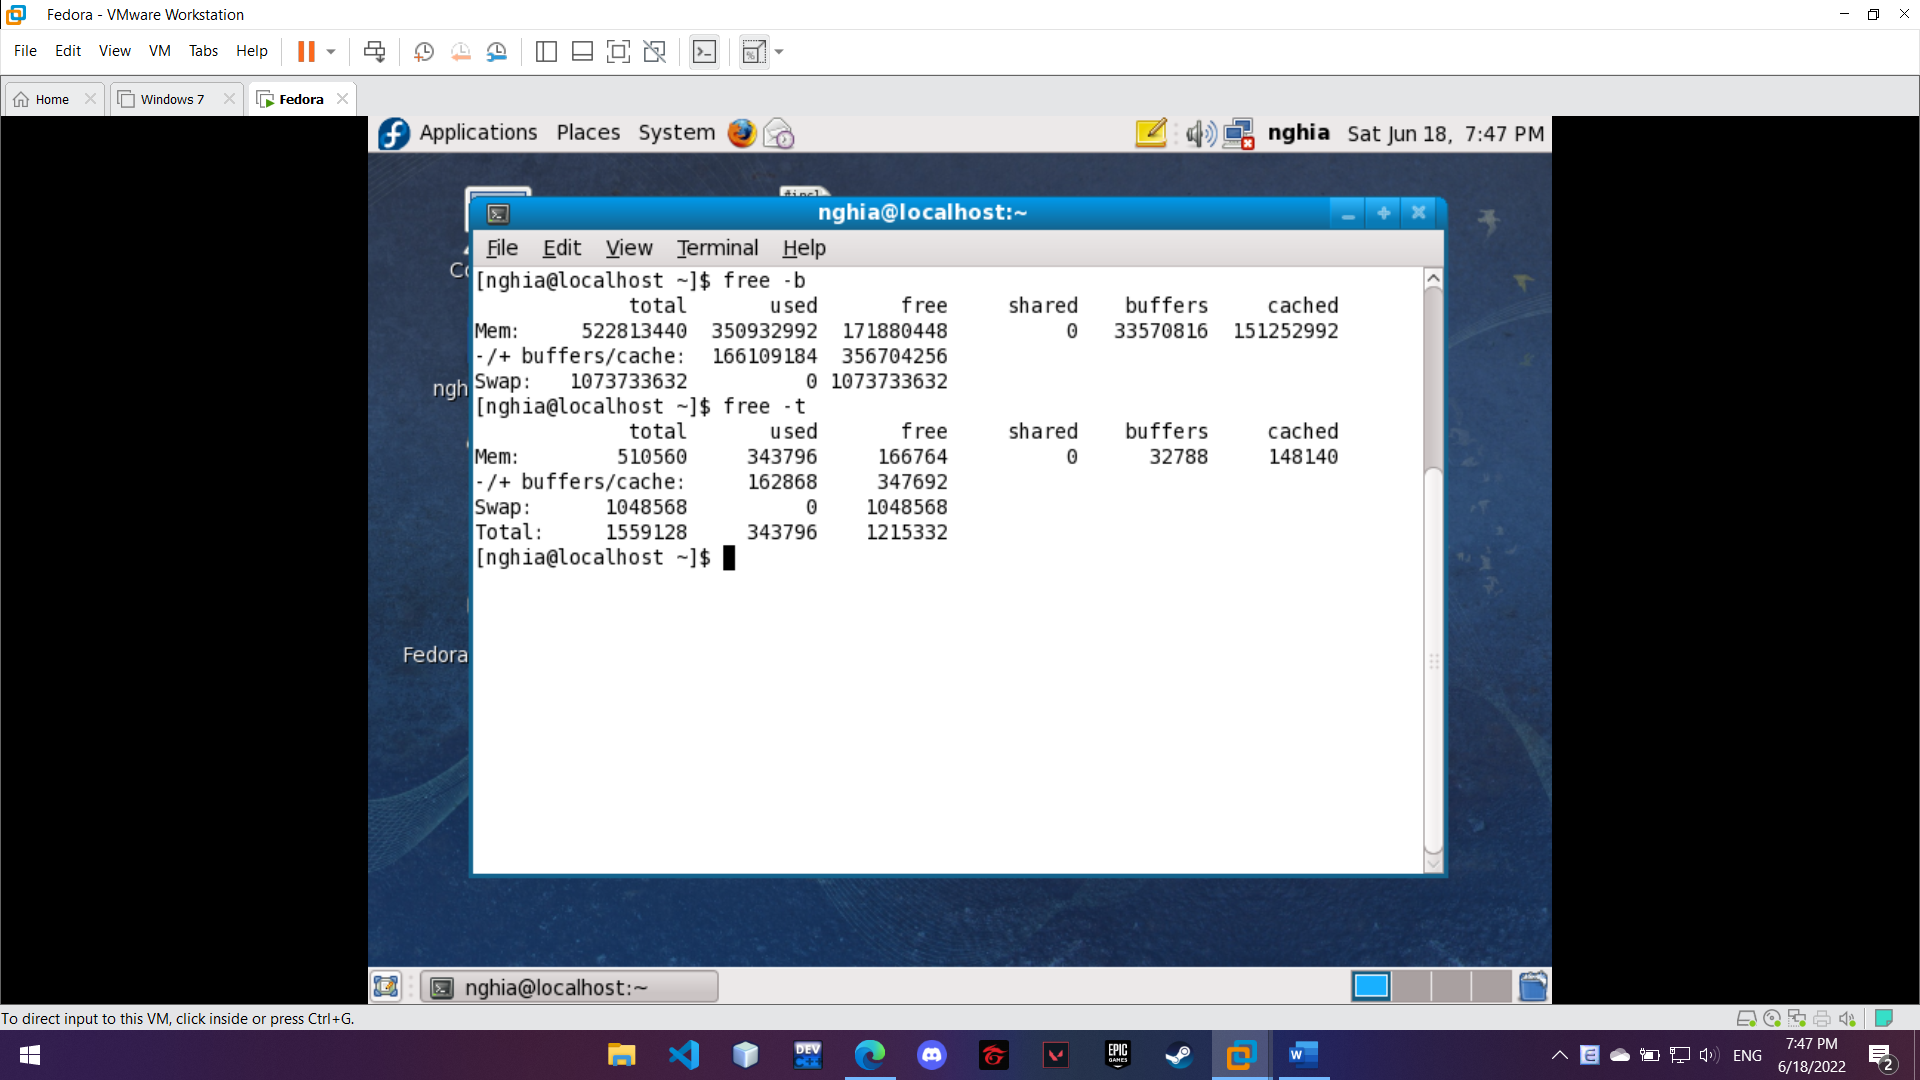 Fedora - VMware Workstation
File Edit View VM Tabs Help
Home Windows 7 Fedora
Applications Places System nghia Sat Jun 18, 7:47 PM
nghia@localhost:~
File Edit View Terminal Help
[nghia@localhost ~]$ free -b
total used free shared buffers cached
Mem: 522813440 350932992 171880448 0 33570816 151252992
-/+ buffers/cache: 166109184 356704256
Swap: 1073733632 0 1073733632
[nghia@localhost ~]$ free -t
total used free shared buffers cached
Mem: 510560 343796 166764 0 32788 148140
-/+ buffers/cache: 162868 347692
Swap: 1048568 0 1048568
Total: 1559128 343796 1215332
[nghia@localhost ~]$
Fedora
nghia@localhost:~
To direct input to this VM, click inside or press Ctrl+G.
DEV C++
EPIC GAMES
ENG
7:47 PM
6/18/2022
2